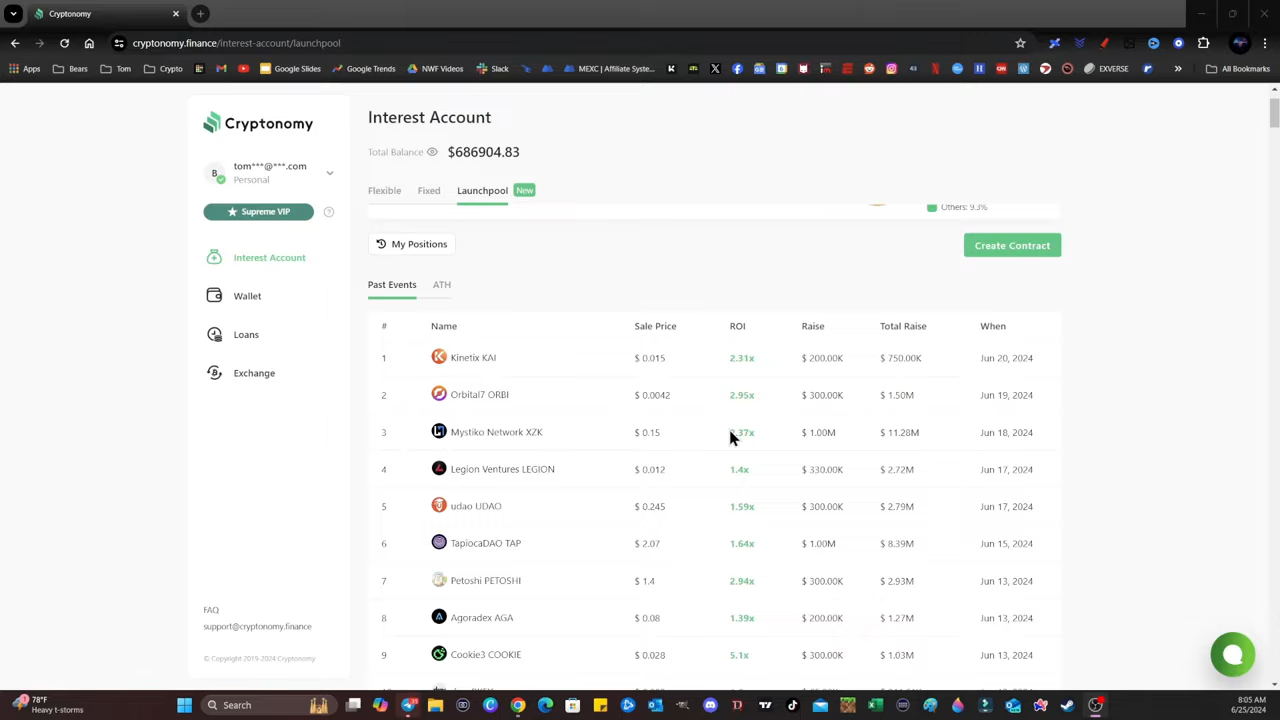 Cryptonomy
cryptonomy.finance/interest-account/launchpool
Apps
Bears
Tom
Crypto
Google Slides
Google Trends
NWF Videos
Slack
MEXC | Affiliate Syste...
EXVERSE
All Bookmarks
Cryptonomy
Interest Account
tom***@***.com
Personal
Total Balance $686904.83
Supreme VIP
Flexible Fixed Launchpool New
Others: 9.3%
Interest Account
Wallet
Loans
Exchange
My Positions
Create Contract
Past Events ATH
# Name Sale Price ROI Raise Total Raise When
1 Kinetix KAI $ 0.015 2.31x $ 200.00K $ 750.00K Jun 20, 2024
2 Orbital7 ORBI $ 0.0042 2.95x $ 300.00K $ 1.50M Jun 19, 2024
3 Mystiko Network XZK $ 0.15 $ 1.00M $ 11.28M Jun 18, 2024
4 Legion Ventures LEGION $ 0.012 1.4x $ 330.00K $ 2.72M Jun 17, 2024
5 udao UDAO $ 0.245 1.59x $ 300.00K $ 2.79M Jun 17, 2024
6 TapiocaDAO TAP $ 2.07 1.64x $ 1.00M $ 8.39M Jun 15, 2024
7 Petoshi PETOSHI $ 1.4 2.94x $ 300.00K $ 2.93M Jun 13, 2024
8 Agoradex AGA $ 0.08 1.39x $ 200.00K $ 1.27M Jun 13, 2024
9 Cookie3 COOKIE $ 0.028 5.1x $ 300.00K $ 1.03M Jun 13, 2024
FAQ
support@cryptonomy.finance
© Copyright 2019-2024 Cryptonomy
78°F
Heavy t-storms
Search
8:05 AM
6/25/2024